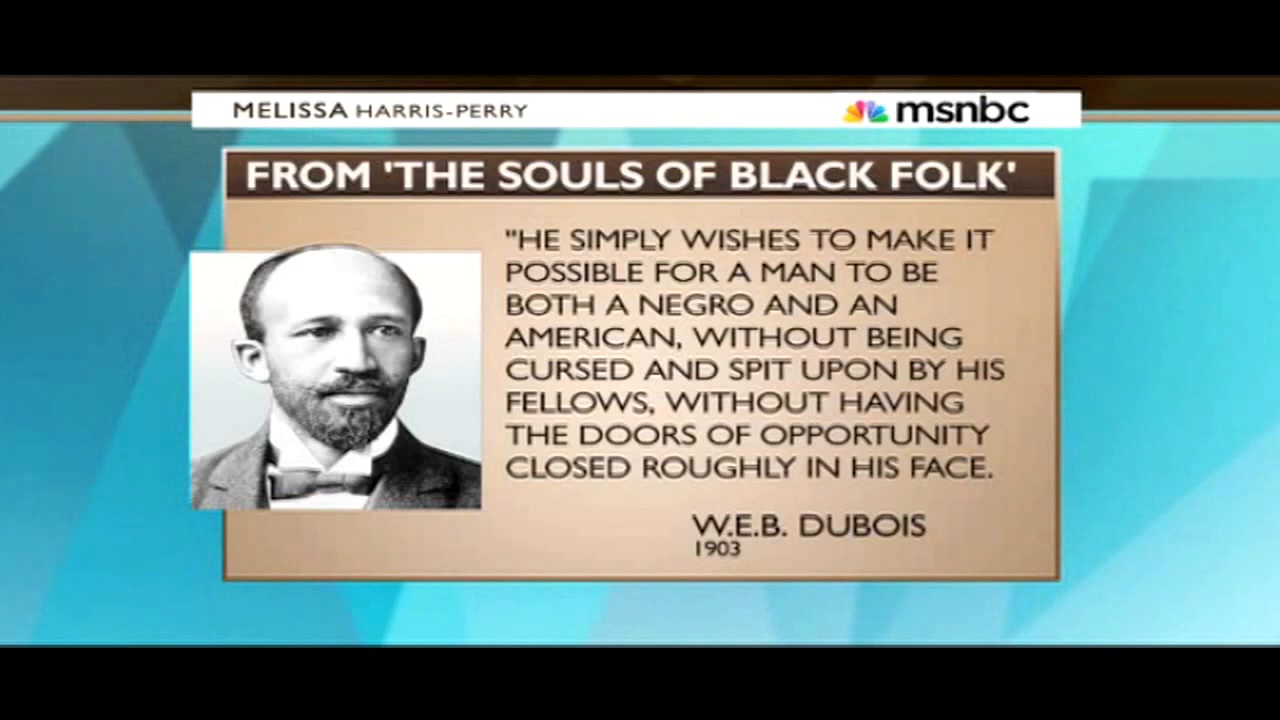 MELISSA HARRIS-PERRY
msnbc
FROM 'THE SOULS OF BLACK FOLK'
"HE SIMPLY WISHES TO MAKE IT
POSSIBLE FOR A MAN TO BE
BOTH A NEGRO AND AN
AMERICAN, WITHOUT BEING
CURSED AND SPIT UPON BY HIS
FELLOWS, WITHOUT HAVING
THE DOORS OF OPPORTUNITY
CLOSED ROUGHLY IN HIS FACE.
W.E.B. DUBOIS
1903